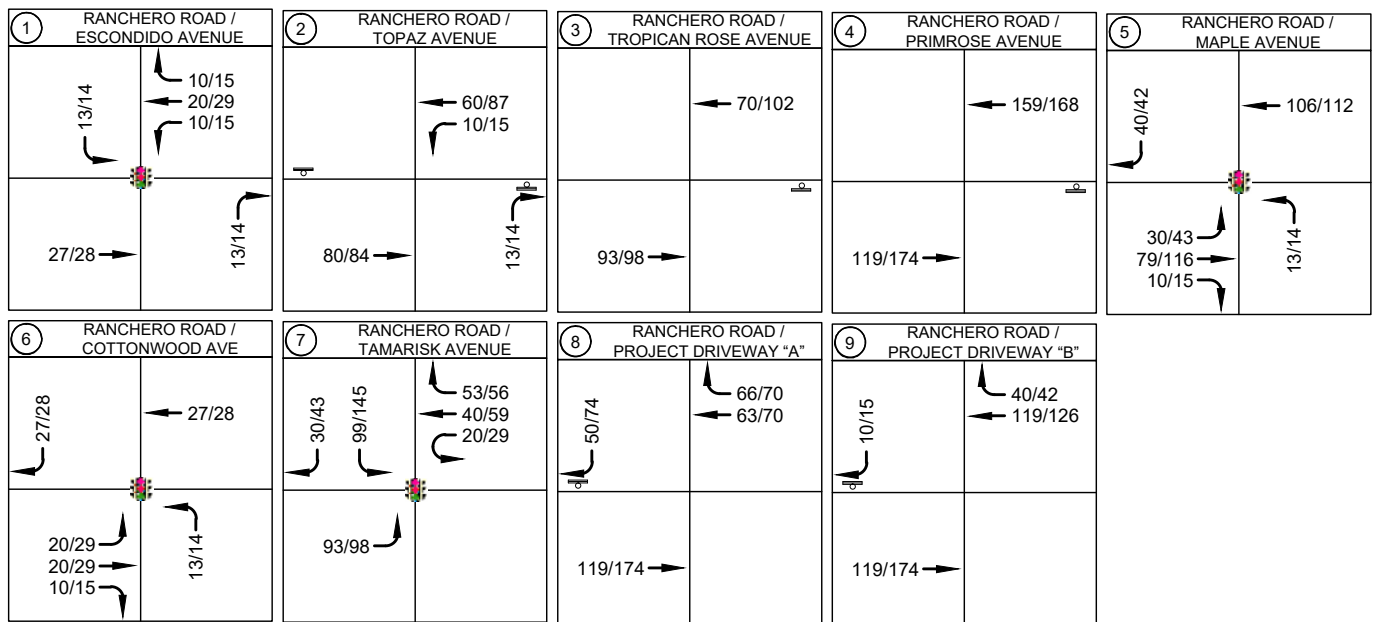 1
RANCHERO ROAD /
ESCONDIDO AVENUE
10/15
20/29
10/15
13/14
27/28
13/14
2
RANCHERO ROAD /
TOPAZ AVENUE
60/87
10/15
80/84
13/14
3
RANCHERO ROAD /
TROPICAN ROSE AVENUE
70/102
93/98
4
RANCHERO ROAD /
PRIMROSE AVENUE
159/168
119/174
5
RANCHERO ROAD /
MAPLE AVENUE
40/42
106/112
30/43
79/116
10/15
13/14
6
RANCHERO ROAD /
COTTONWOOD AVE
27/28
27/28
20/29
20/29
10/15
13/14
7
RANCHERO ROAD /
TAMARISK AVENUE
30/43
99/145
53/56
40/59
20/29
93/98
8
RANCHERO ROAD /
PROJECT DRIVEWAY “A”
50/74
66/70
63/70
119/174
9
RANCHERO ROAD /
PROJECT DRIVEWAY “B”
10/15
40/42
119/126
119/174